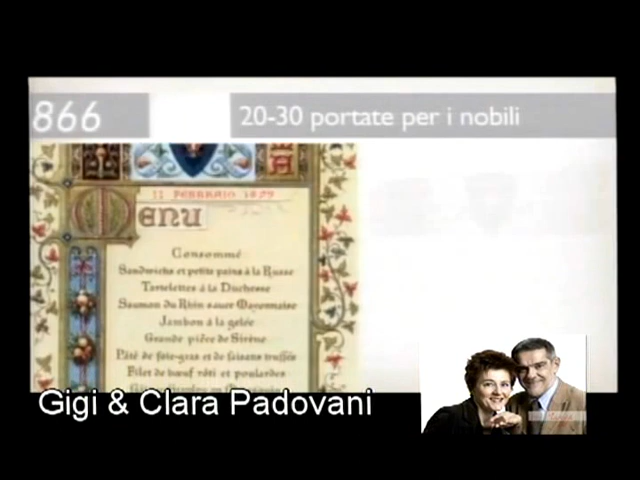 866
20-30 portate per i nobili
11 FEBBRAIO
Menu
Consommé
Sandwichs et petits pains à la Russe
Tartelettes à la Duchesse
Saumon du Rhin sauce Mayonnaise
Jambon à la gelée
Grande pièce de Sirène
Pâté de foie-gras et de faisans truffés
Filet de bœuf rôti et poulardes
Gigi & Clara Padovani